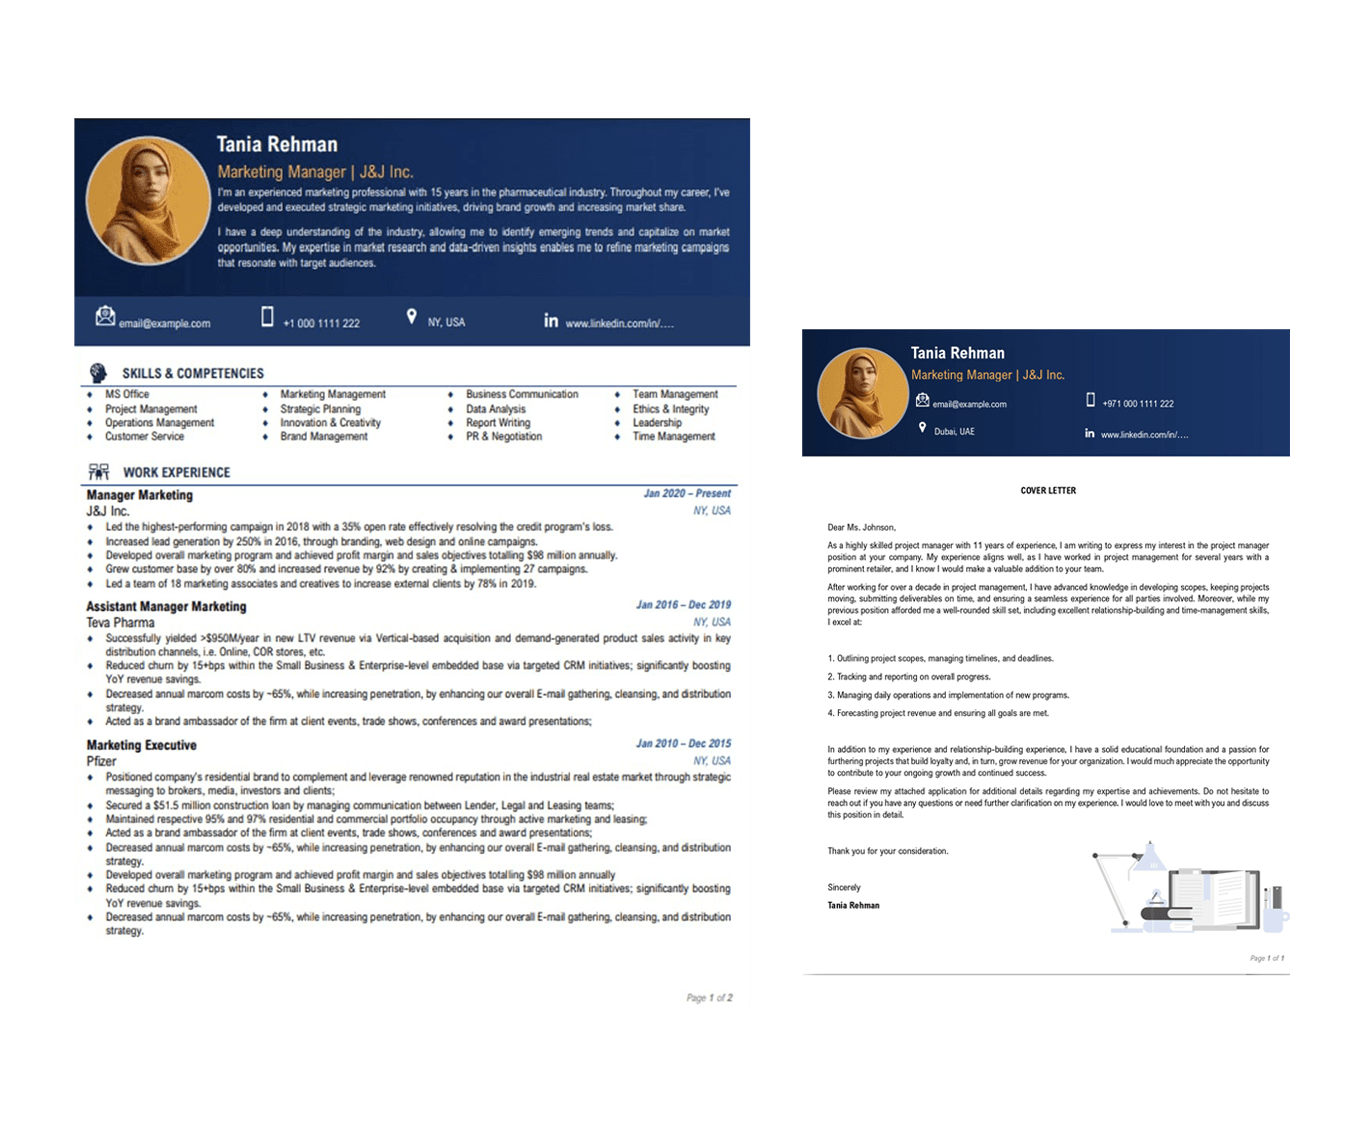 Tania Rehman
Marketing Manager | J&J Inc.
I'm an experienced marketing professional with 15 years in the pharmaceutical industry. Throughout my career, I've
developed and executed strategic marketing initiatives, driving brand growth and increasing market share.
I have a deep understanding of the industry, allowing me to identify emerging trends and capitalize on market
opportunities. My expertise in market research and data-driven insights enables me to refine marketing campaigns
that resonate with target audiences.
email@example.com
+1 000 1111 222
NY, USA
in www.linkedin.com/in/....
SKILLS & COMPETENCIES
MS Office
Marketing Management
Business Communication
Team Management
Project Management
Strategic Planning
Data Analysis
Ethics & Integrity
Operations Management
Innovation & Creativity
Report Writing
Leadership
Customer Service
Brand Management
PR & Negotiation
Time Management
WORK EXPERIENCE
Manager Marketing
Jan 2020 – Present
J&J Inc.
NY, USA
Led the highest-performing campaign in 2018 with a 35% open rate effectively resolving the credit program's loss.
Increased lead generation by 250% in 2016, through branding, web design and online campaigns.
Developed overall marketing program and achieved profit margin and sales objectives totalling $98 million annually.
Grew customer base by over 80% and increased revenue by 92% by creating & implementing 27 campaigns.
Led a team of 18 marketing associates and creatives to increase external clients by 78% in 2019.
Assistant Manager Marketing
Jan 2016 – Dec 2019
Teva Pharma
NY, USA
Successfully yielded >$950M/year in new LTV revenue via Vertical-based acquisition and demand-generated product sales activity in key
distribution channels, i.e. Online, COR stores, etc.
Reduced churn by 15+bps within the Small Business & Enterprise-level embedded base via targeted CRM initiatives; significantly boosting
YoY revenue savings.
Decreased annual marcom costs by ~65%, while increasing penetration, by enhancing our overall E-mail gathering, cleansing, and distribution
strategy.
Acted as a brand ambassador of the firm at client events, trade shows, conferences and award presentations;
Marketing Executive
Jan 2010 – Dec 2015
Pfizer
NY, USA
Positioned company's residential brand to complement and leverage renowned reputation in the industrial real estate market through strategic
messaging to brokers, media, investors and clients;
Secured a $51.5 million construction loan by managing communication between Lender, Legal and Leasing teams;
Maintained respective 95% and 97% residential and commercial portfolio occupancy through active marketing and leasing;
Acted as a brand ambassador of the firm at client events, trade shows, conferences and award presentations;
Decreased annual marcom costs by ~65%, while increasing penetration, by enhancing our overall E-mail gathering, cleansing, and distribution
strategy.
Developed overall marketing program and achieved profit margin and sales objectives totalling $98 million annually
Reduced churn by 15+bps within the Small Business & Enterprise-level embedded base via targeted CRM initiatives; significantly boosting
YoY revenue savings.
Decreased annual marcom costs by ~65%, while increasing penetration, by enhancing our overall E-mail gathering, cleansing, and distribution
strategy.
Page 1 of 2
Tania Rehman
Marketing Manager | J&J Inc.
email@example.com
+971 000 1111 222
Dubai, UAE
in www.linkedin.com/in/....
COVER LETTER
Dear Ms. Johnson,
As a highly skilled project manager with 11 years of experience, I am writing to express my interest in the project manager
position at your company. My experience aligns well, as I have worked in project management for several years with a
prominent retailer, and I know I would make a valuable addition to your team.
After working for over a decade in project management, I have advanced knowledge in developing scopes, keeping projects
moving, submitting deliverables on time, and ensuring a seamless experience for all parties involved. Moreover, while my
previous position afforded me a well-rounded skill set, including excellent relationship-building and time-management skills,
I excel at:
1. Outlining project scopes, managing timelines, and deadlines.
2. Tracking and reporting on overall progress.
3. Managing daily operations and implementation of new programs.
4. Forecasting project revenue and ensuring all goals are met.
In addition to my experience and relationship-building experience, I have a solid educational foundation and a passion for
furthering projects that build loyalty and, in turn, grow revenue for your organization. I would much appreciate the opportunity
to contribute to your ongoing growth and continued success.
Please review my attached application for additional details regarding my expertise and achievements. Do not hesitate to
reach out if you have any questions or need further clarification on my experience. I would love to meet with you and discuss
this position in detail.
Thank you for your consideration.
Sincerely
Tania Rehman
Page 1 of 1